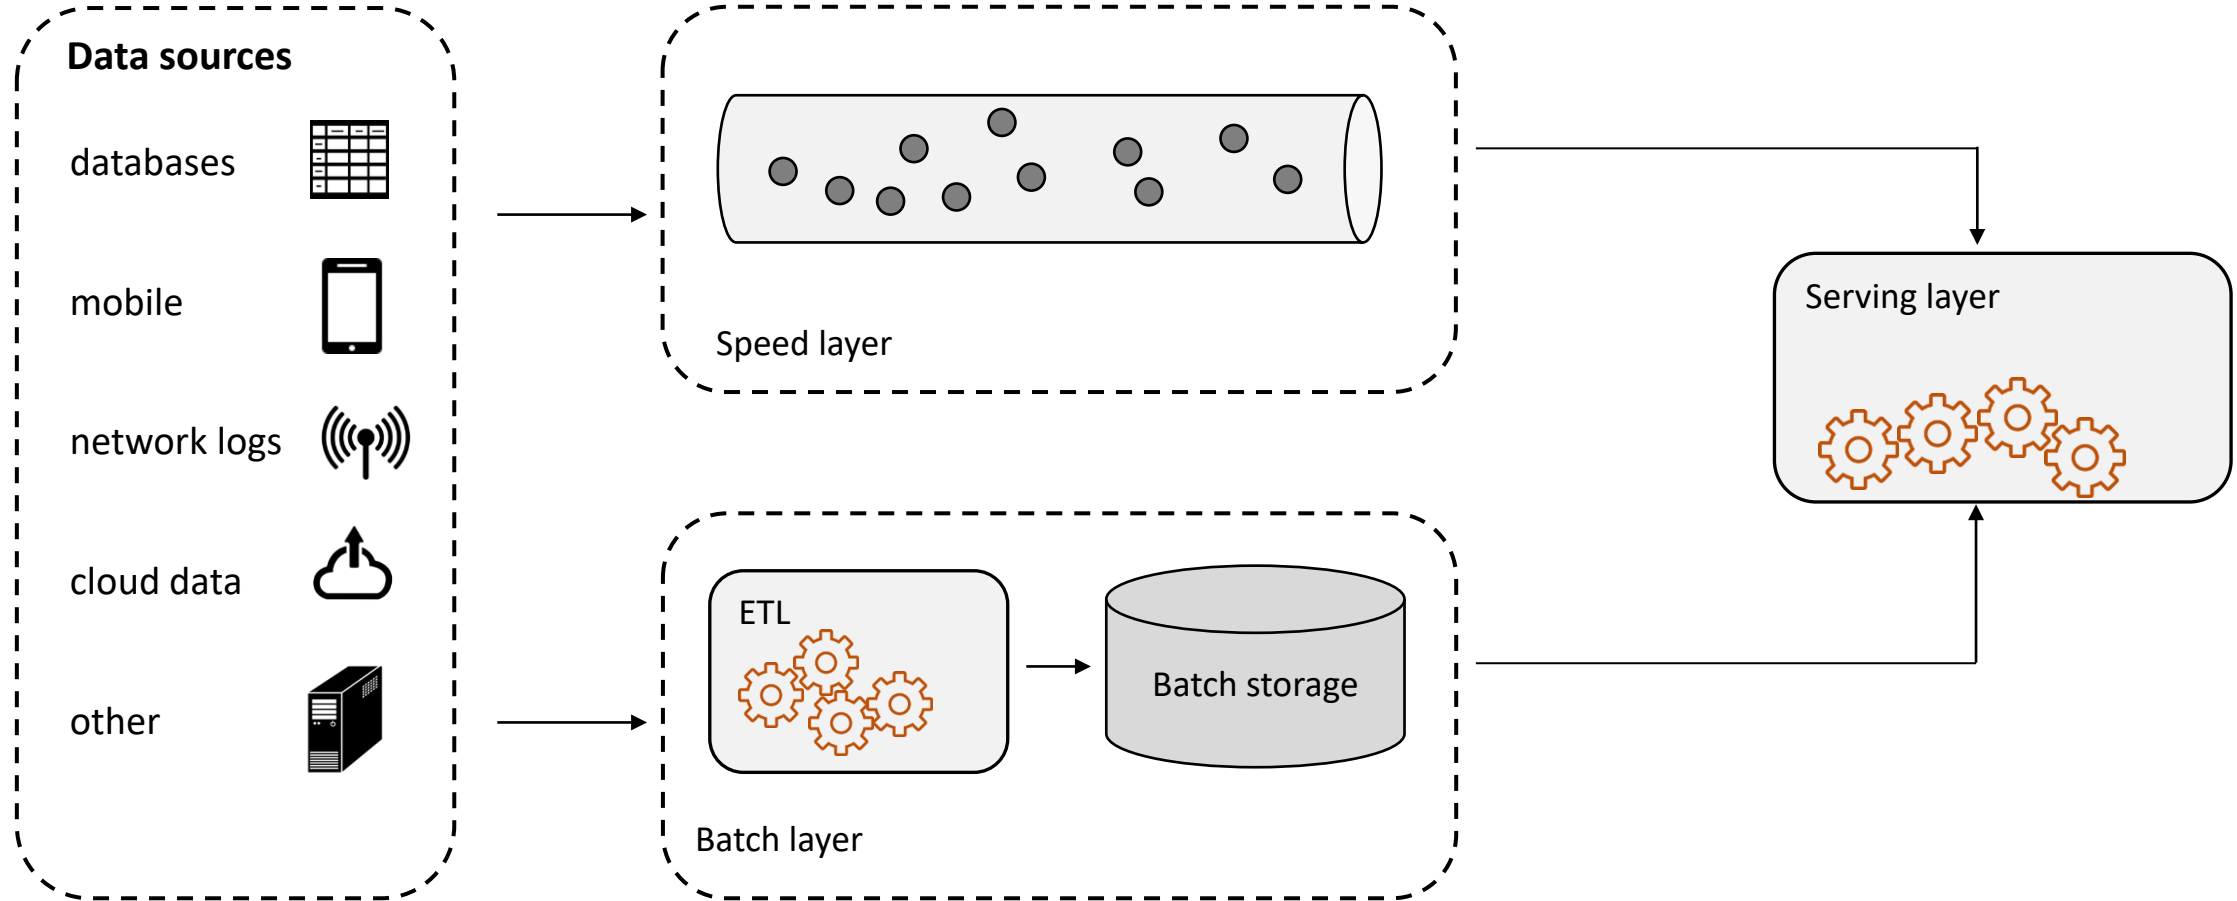 Data sources
databases
mobile
network logs
cloud data
other
Speed layer
ETL
Batch storage
Batch layer
Serving layer